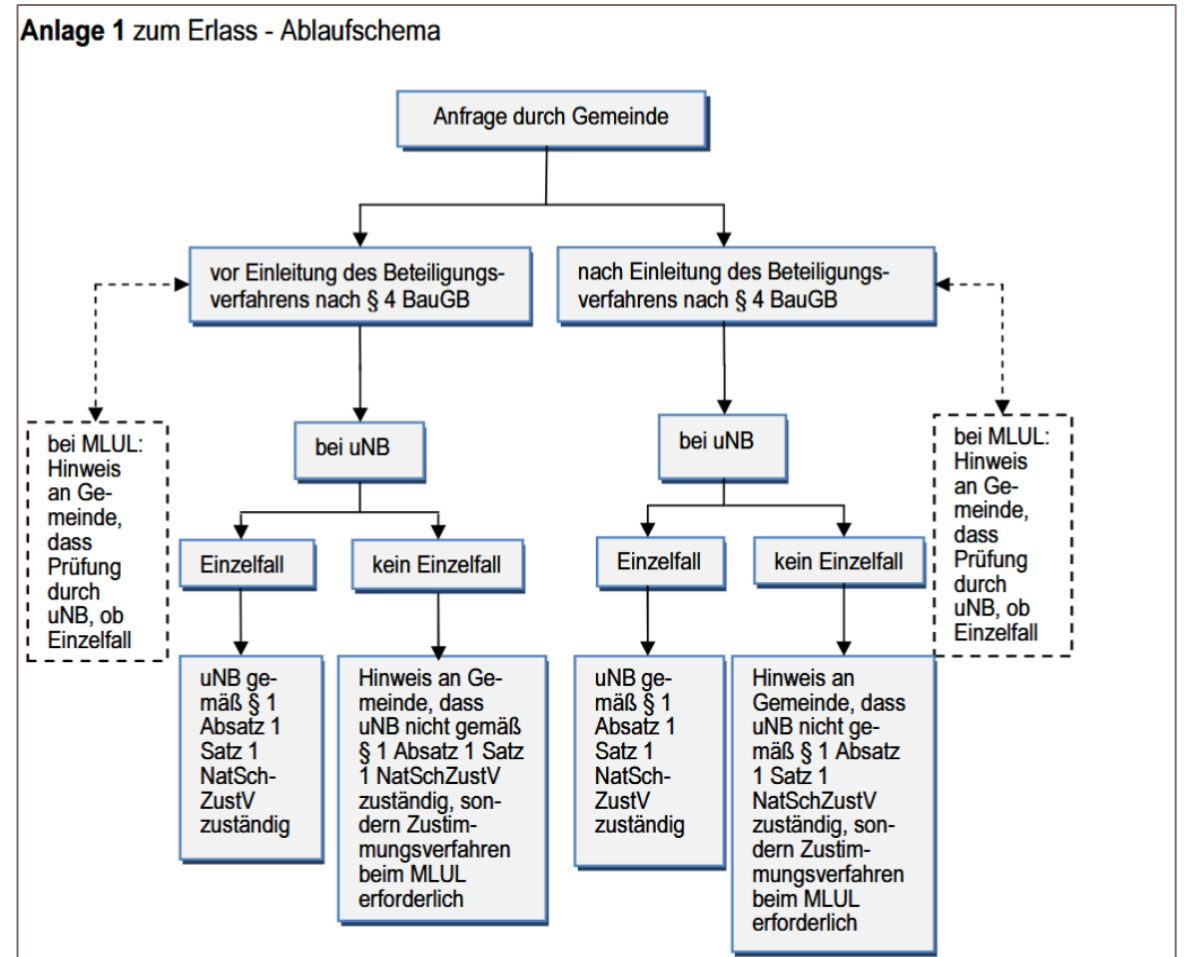 Anlage 1 zum Erlass - Ablaufschema
Anfrage durch Gemeinde
vor Einleitung des Beteiligungs-
verfahrens nach § 4 BauGB
nach Einleitung des Beteiligungs-
verfahrens nach § 4 BauGB
bei MLUL:
Hinweis
an Ge-
meinde,
dass
Prüfung
durch
uNB, ob
Einzelfall
bei uNB
bei uNB
bei MLUL:
Hinweis
an Ge-
meinde,
dass
Prüfung
durch
uNB, ob
Einzelfall
Einzelfall
kein Einzelfall
Einzelfall
kein Einzelfall
uNB ge-
mäß § 1
Absatz 1
Satz 1
NatSch-
ZustV
zuständig
Hinweis an Ge-
meinde, dass
uNB nicht gemäß
§ 1 Absatz 1 Satz
1 NatSchZustV
zuständig, son-
dern Zustim-
mungsverfahren
beim MLUL
erforderlich
uNB ge-
mäß § 1
Absatz 1
Satz 1
NatSch-
ZustV
zuständig
Hinweis an
Gemeinde, dass
uNB nicht ge-
mäß § 1 Absatz
1 Satz 1
NatSchZustV
zuständig, son-
dern Zustim-
mungsverfahren
beim MLUL
erforderlich